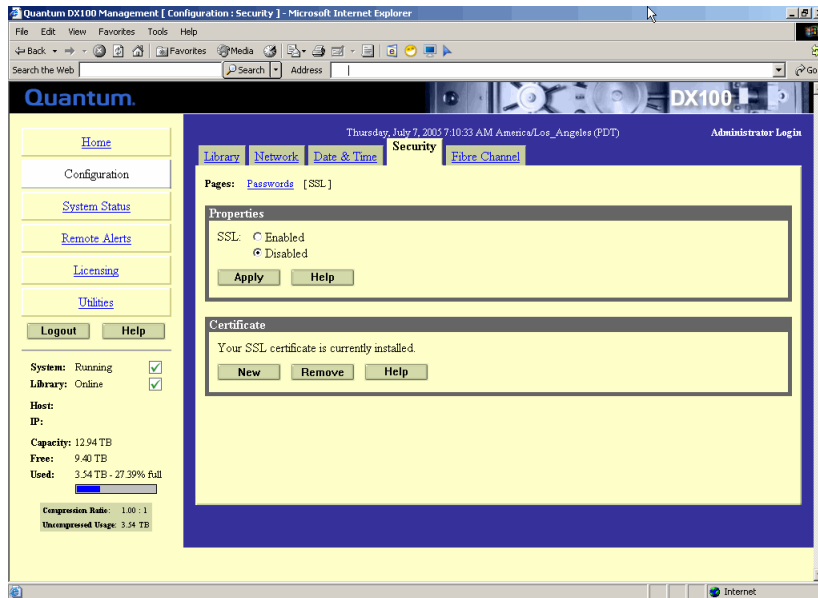 Quantum DX100 Management [ Configuration : Security ] - Microsoft Internet Explorer
File Edit View Favorites Tools Help
Back Favorites Media
Search the Web Search Address Go
Quantum. DX100
Thursday, July 7, 2005 7:10:33 AM America/Los_Angeles (PDT) Administrator Login
Home
Configuration
System Status
Remote Alerts
Licensing
Utilities
Logout Help
System: Running
Library: Online
Host:
IP:
Capacity: 12.94 TB
Free: 9.40 TB
Used: 3.54 TB - 27.39% full
Compression Ratio: 1.00 : 1
Uncompressed Usage: 3.54 TB
Library Network Date & Time Security Fibre Channel
Pages: Passwords [SSL]
Properties
SSL: Enabled
Disabled
Apply Help
Certificate
Your SSL certificate is currently installed.
New Remove Help
Internet